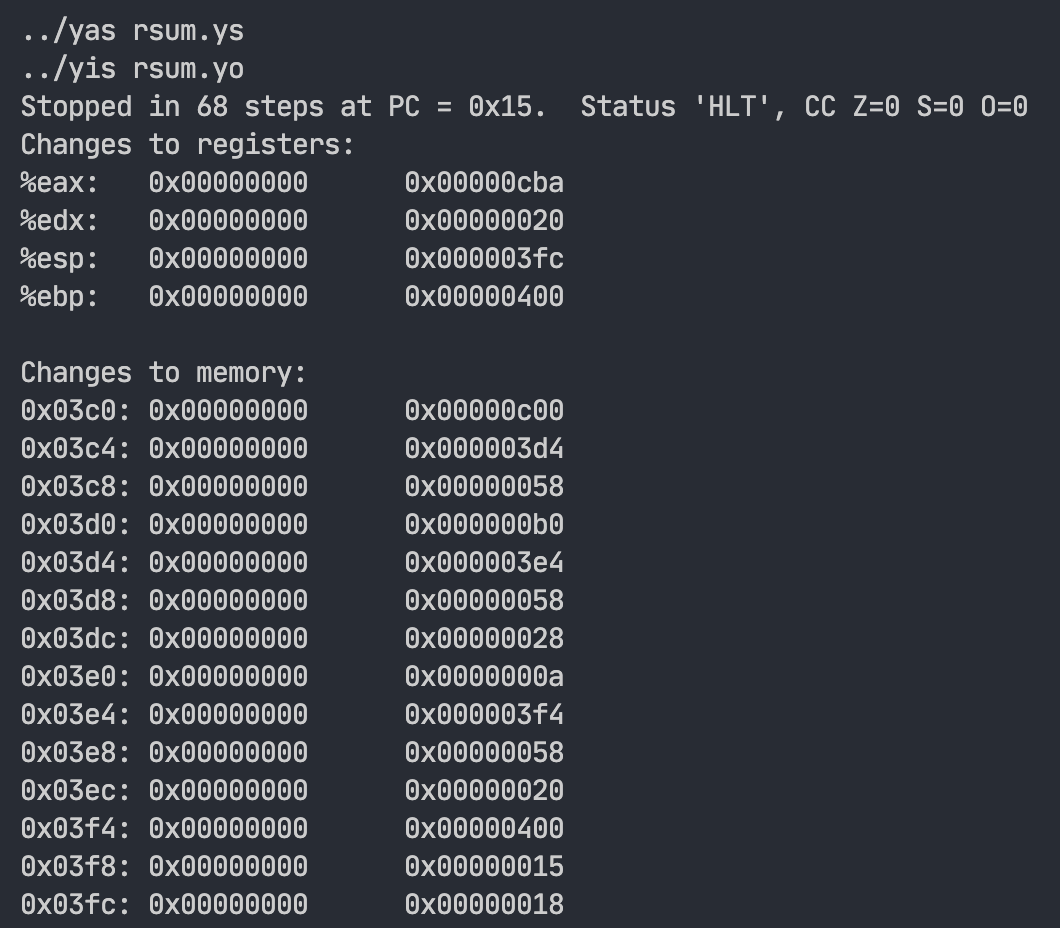 ../yas rsum.ys
../yis rsum.yo
Stopped in 68 steps at PC = 0x15.  Status 'HLT', CC Z=0 S=0 O=0
Changes to registers:
%eax:   0x00000000      0x00000cba
%edx:   0x00000000      0x00000020
%esp:   0x00000000      0x000003fc
%ebp:   0x00000000      0x00000400

Changes to memory:
0x03c0: 0x00000000      0x00000c00
0x03c4: 0x00000000      0x000003d4
0x03c8: 0x00000000      0x00000058
0x03d0: 0x00000000      0x000000b0
0x03d4: 0x00000000      0x000003e4
0x03d8: 0x00000000      0x00000058
0x03dc: 0x00000000      0x00000028
0x03e0: 0x00000000      0x0000000a
0x03e4: 0x00000000      0x000003f4
0x03e8: 0x00000000      0x00000058
0x03ec: 0x00000000      0x00000020
0x03f4: 0x00000000      0x00000400
0x03f8: 0x00000000      0x00000015
0x03fc: 0x00000000      0x00000018